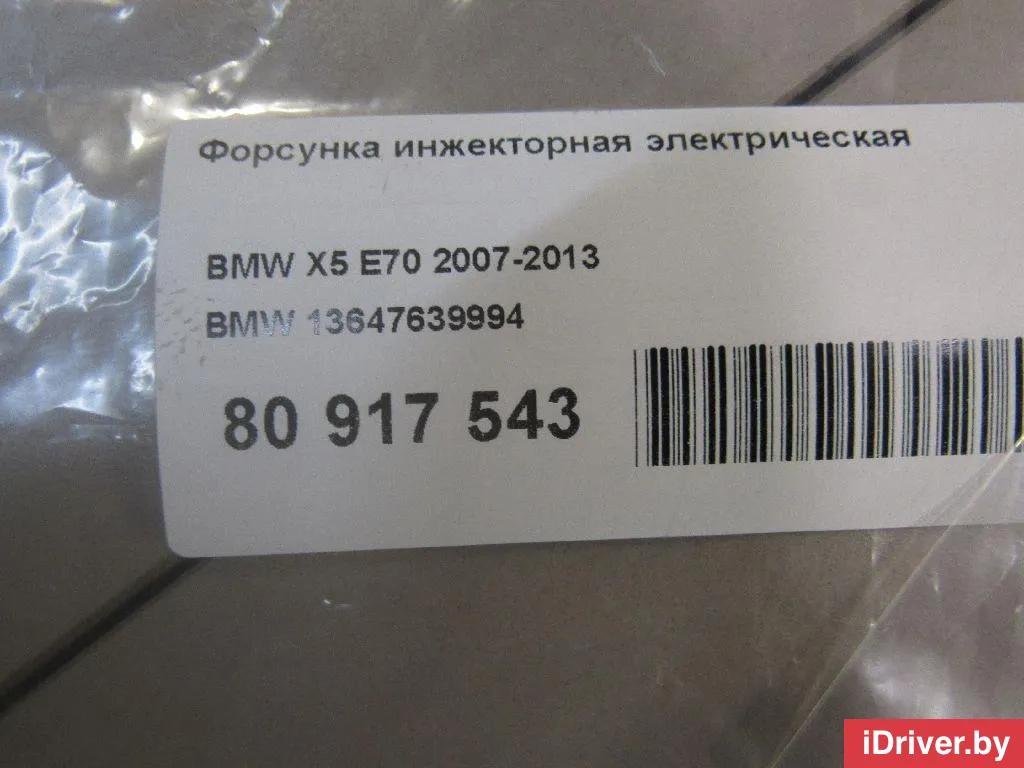 Форсунка инжекторная электрическая
BMW X5 E70 2007-2013
BMW 13647639994
80 917 543
iDriver.by